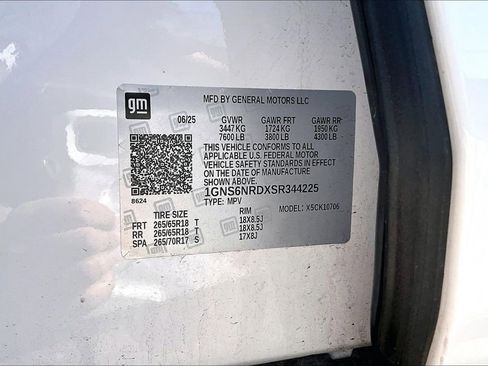 gm
MFD BY GENERAL MOTORS LLC
06/25 GVWR GAWR FRT GAWR RR
3447 KG 1724 KG 1950 KG
7600 LB 3800 LB 4300 LB
THIS VEHICLE CONFORMS TO ALL
APPLICABLE U.S. FEDERAL MOTOR
VEHICLE SAFETY STANDARDS IN EFFECT
ON THE DATE OF MANUFACTURE
SHOWN ABOVE.
1GNS6NRDXSR344225
8624 TYPE: MPV MODEL: X5CK10706
TIRE SIZE RIM
FRT 265/65R18 T 18X8.5J
RR 265/65R18 T 18X8.5J
SPA 265/70R17 S 17X8J